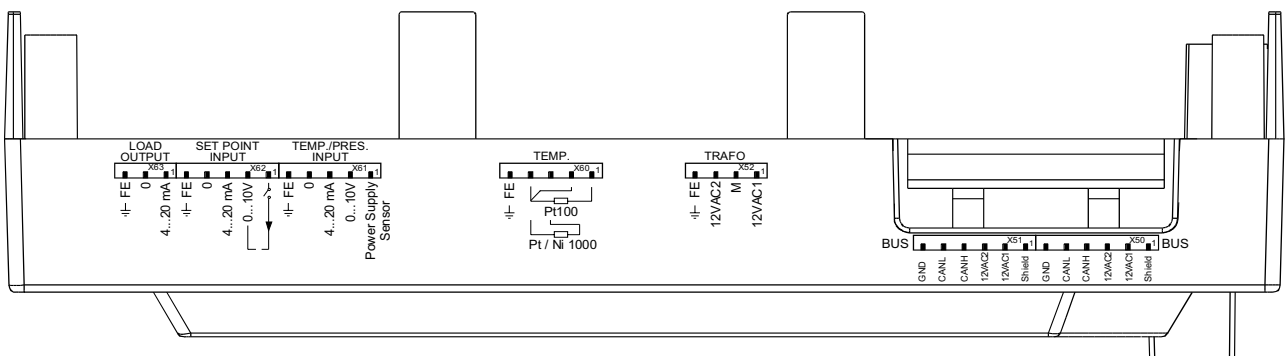 LOAD
OUTPUT
SET POINT
INPUT
TEMP./PRES.
INPUT
TEMP.
TRAFO
X63 1
X62 1
X61 1
X60 1
X52 1
FE
0
4...20 mA
FE
0
4...20 mA
0...10V
FE
0
4...20 mA
0...10V
Power Supply
Sensor
FE
Pt100
Pt / Ni 1000
FE
12VAC2
M
12VAC1
BUS
X51 1
X50 1
BUS
GND
CANL
CANH
12VAC2
12VAC1
Shield
GND
CANL
CANH
12VAC2
12VAC1
Shield